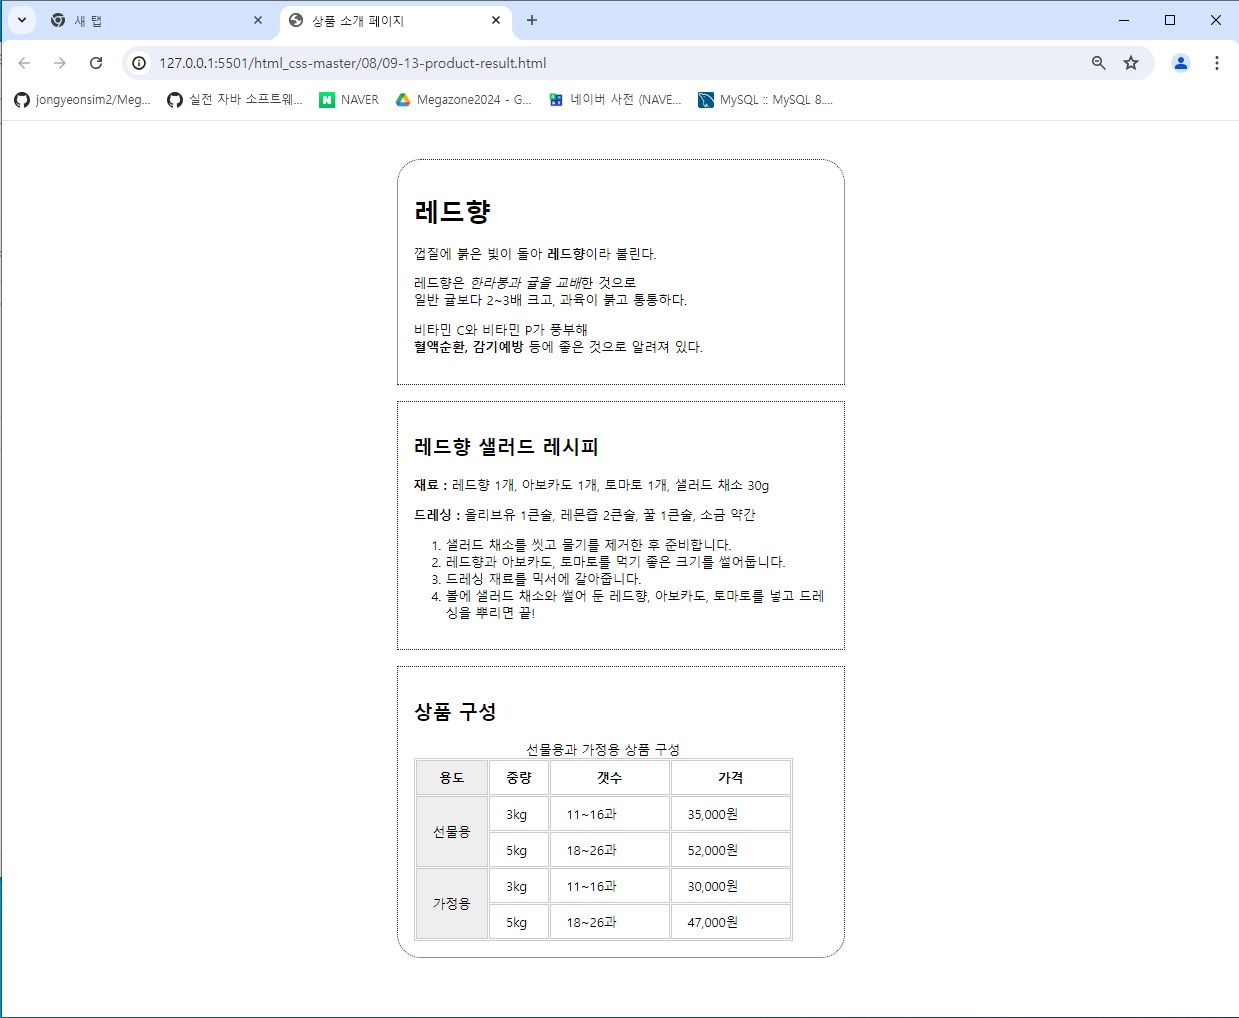 새 탭
상품 소개 페이지
127.0.0.1:5501/html_css-master/08/09-13-product-result.html
jongyeonsim2/Meg...
실전 자바 소프트웨...
NAVER
Megazone2024 - G...
네이버 사전 (NAVE...
MySQL :: MySQL 8....
레드향
껍질에 붉은 빛이 돌아 레드향이라 불린다.
레드향은 한라봉과 귤을 교배한 것으로
일반 귤보다 2~3배 크고, 과육이 붉고 통통하다.
비타민 C와 비타민 P가 풍부해
혈액순환, 감기예방 등에 좋은 것으로 알려져 있다.
레드향 샐러드 레시피
재료 : 레드향 1개, 아보카도 1개, 토마토 1개, 샐러드 채소 30g
드레싱 : 올리브유 1큰술, 레몬즙 2큰술, 꿀 1큰술, 소금 약간
1. 샐러드 채소를 씻고 물기를 제거한 후 준비합니다.
2. 레드향과 아보카도, 토마토를 먹기 좋은 크기를 썰어둡니다.
3. 드레싱 재료를 믹서에 갈아줍니다.
4. 볼에 샐러드 채소와 썰어 둔 레드향, 아보카도, 토마토를 넣고 드레
싱을 뿌리면 끝!
상품 구성
선물용과 가정용 상품 구성
용도 중량 갯수 가격
선물용 3kg 11~16과 35,000원
5kg 18~26과 52,000원
가정용 3kg 11~16과 30,000원
5kg 18~26과 47,000원